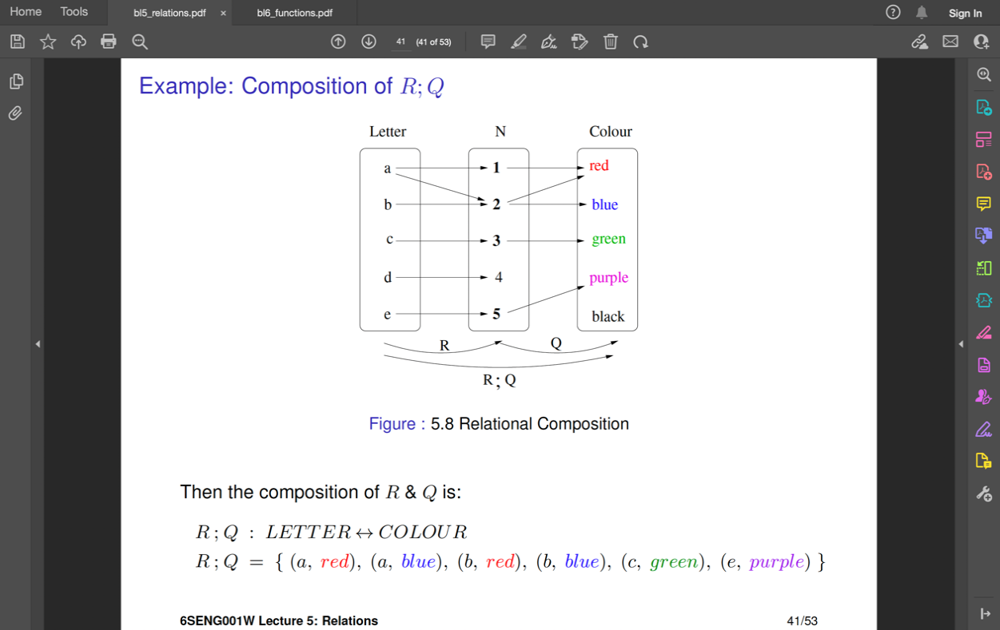 Home Tools bl5_relations.pdf × bl6_functions.pdf ? Sign In
41 (41 of 53)
Example: Composition of R; Q
Letter N Colour
a 1 red
b 2 blue
c 3 green
d 4 purple
e 5 black
R Q
R ; Q
Figure : 5.8 Relational Composition
Then the composition of R & Q is:
R ; Q : LETTER ↔ COLOUR
R ; Q = { (a, red), (a, blue), (b, red), (b, blue), (c, green), (e, purple) }
6SENG001W Lecture 5: Relations 41/53